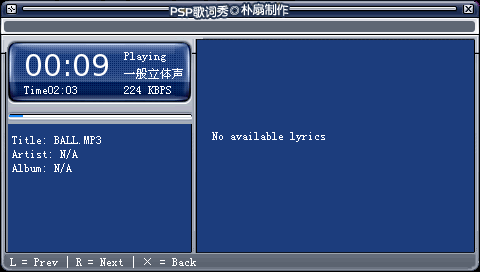 PSP歌词秀◎朴扇制作
00:09
Playing
一般立体声
Time02:03
224 KBPS
Title: BALL.MP3
Artist: N/A
Album: N/A
No available lyrics
L = Prev | R = Next | × = Back